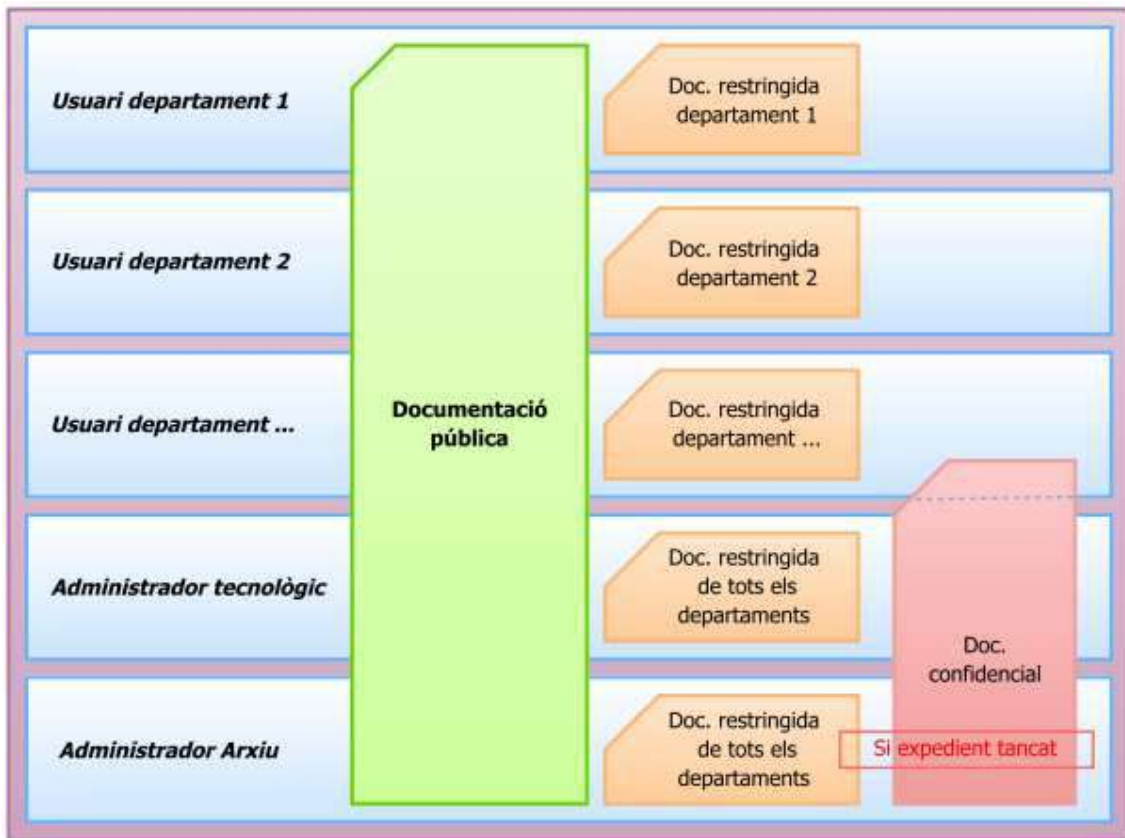 Usuari departament 1
Doc. restringida
departament 1
Usuari departament 2
Doc. restringida
departament 2
Usuari departament ...
Documentació
pública
Doc. restringida
departament ...
Administrador tecnològic
Doc. restringida
de tots els
departaments
Doc.
confidencial
Administrador Arxiu
Doc. restringida
de tots els
departaments
Si expedient tancat